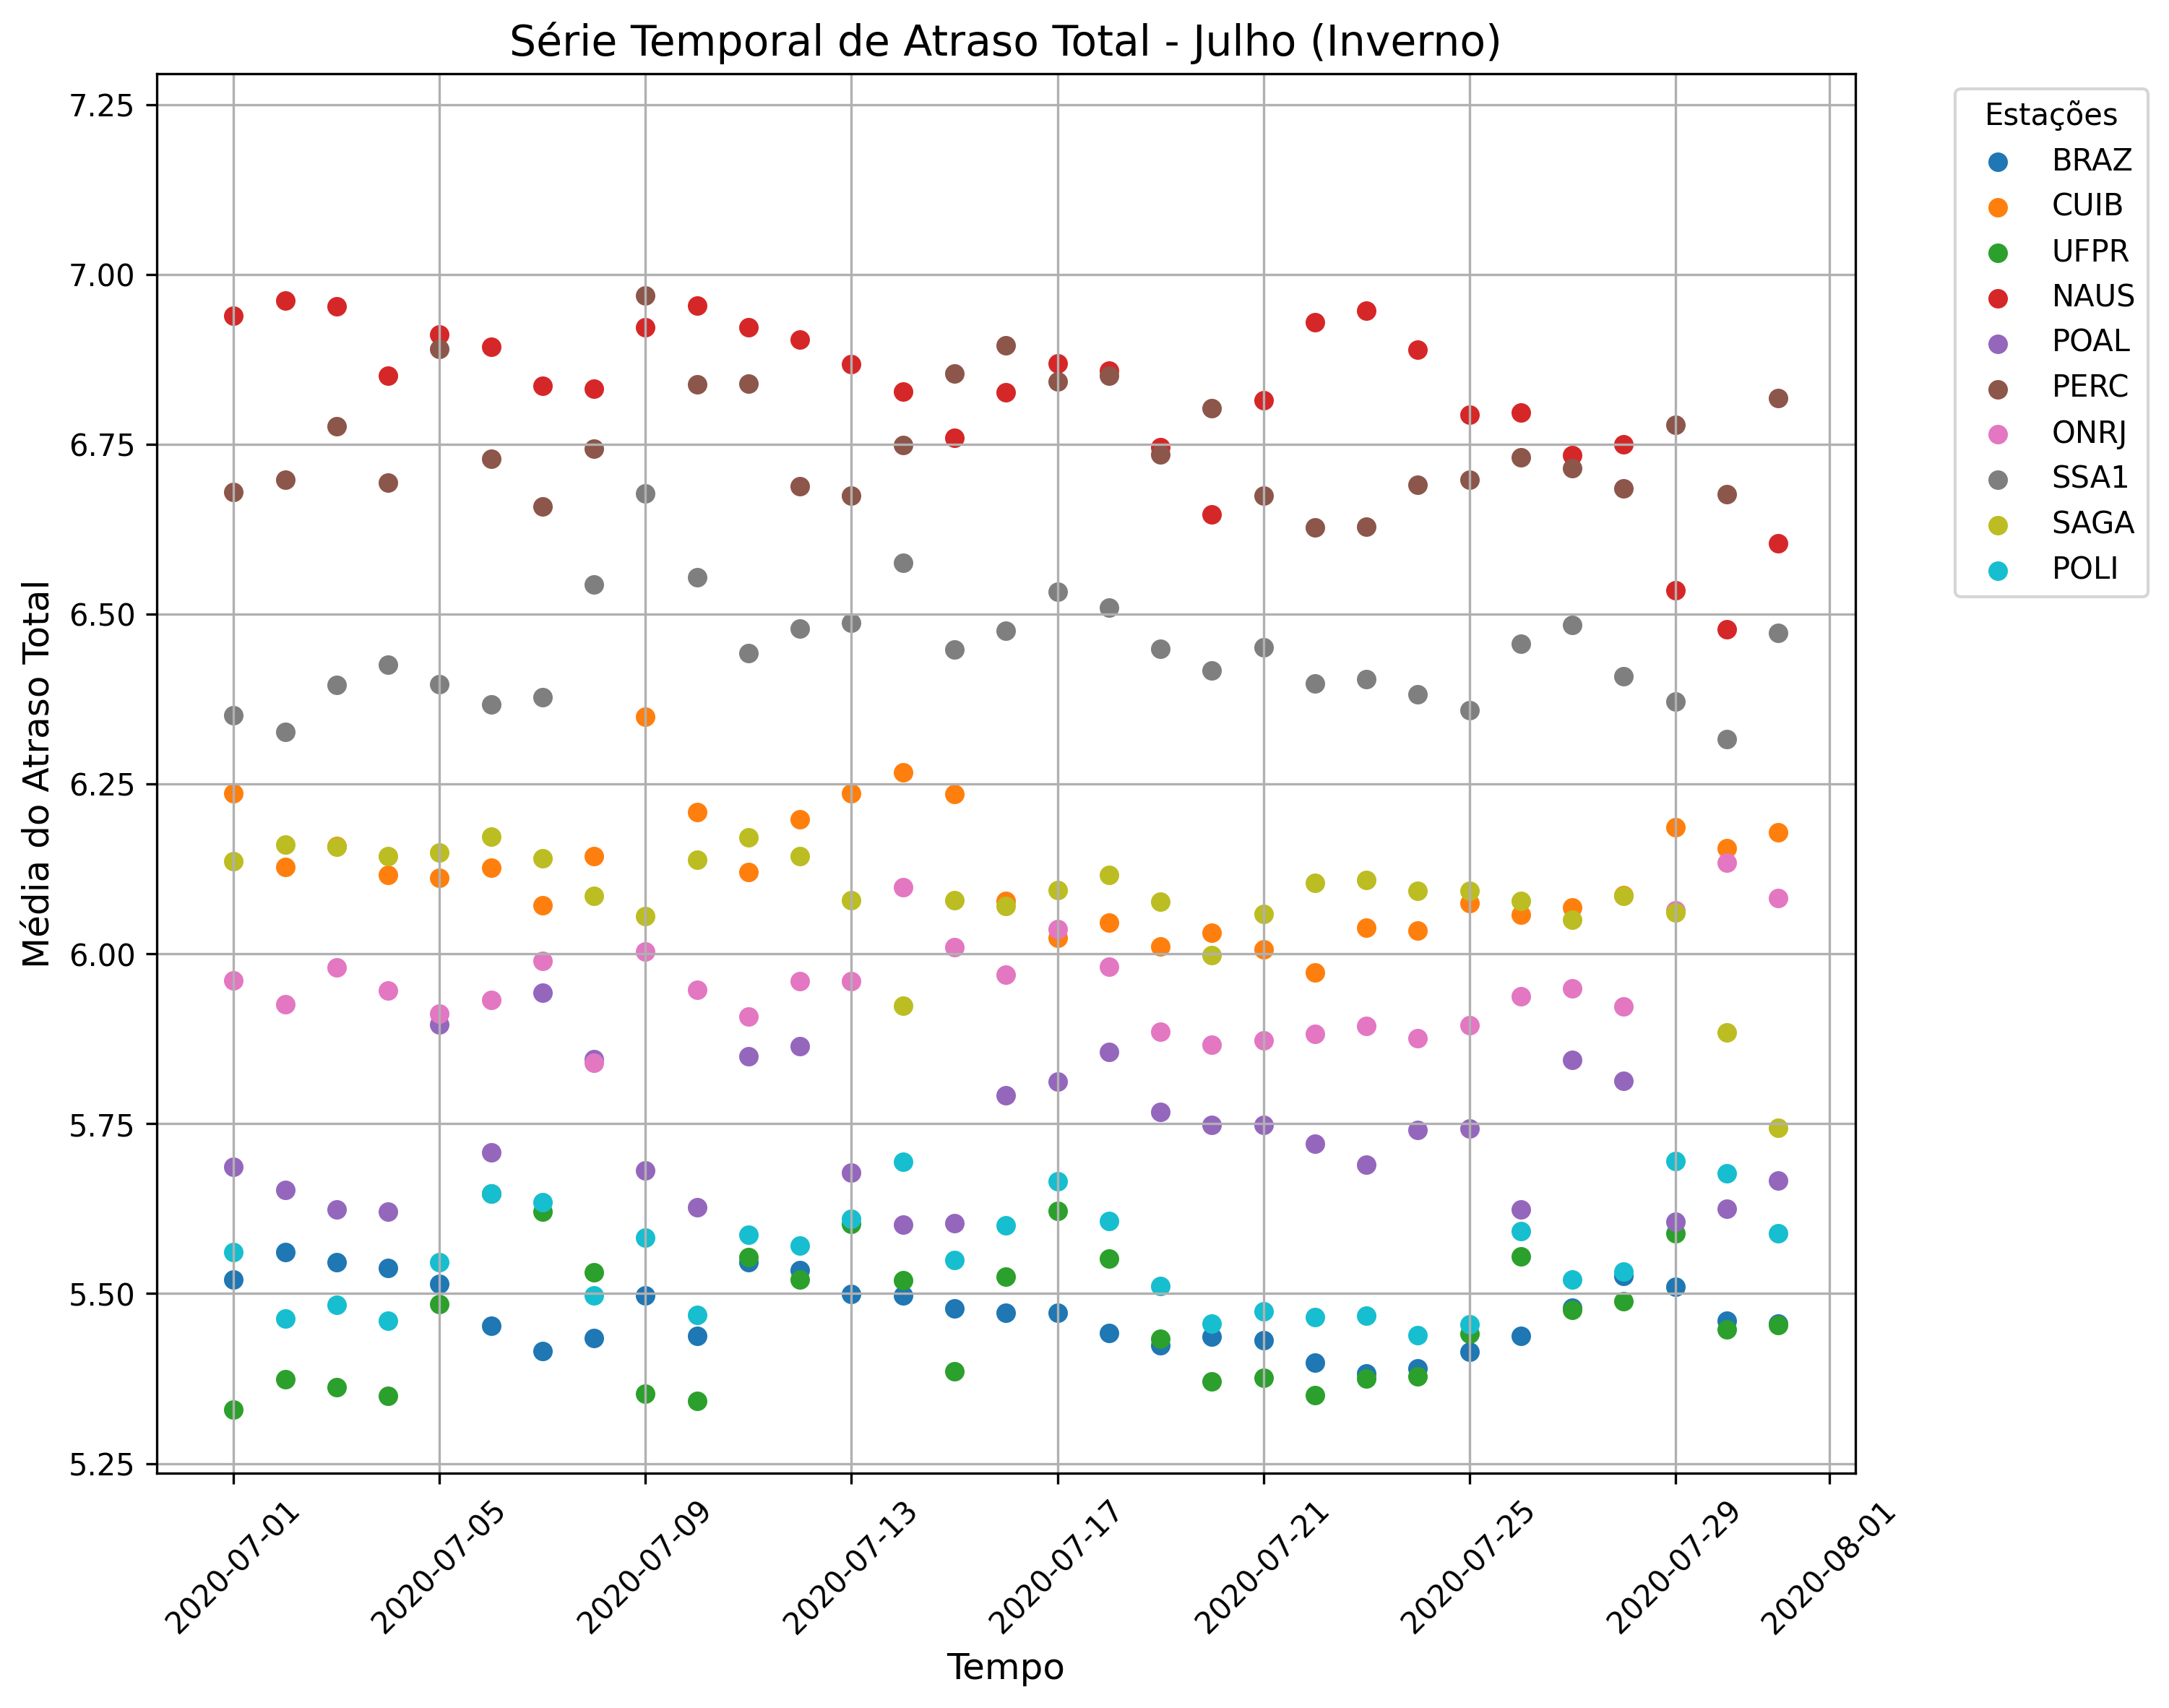 Série Temporal de Atraso Total - Julho (Inverno)
Média do Atraso Total
7.25
7.00
6.75
6.50
6.25
6.00
5.75
5.50
5.25
2020-07-01
2020-07-05
2020-07-09
2020-07-13
2020-07-17
2020-07-21
2020-07-25
2020-07-29
2020-08-01
Tempo
Estações
BRAZ
CUIB
UFPR
NAUS
POAL
PERC
ONRJ
SSA1
SAGA
POLI